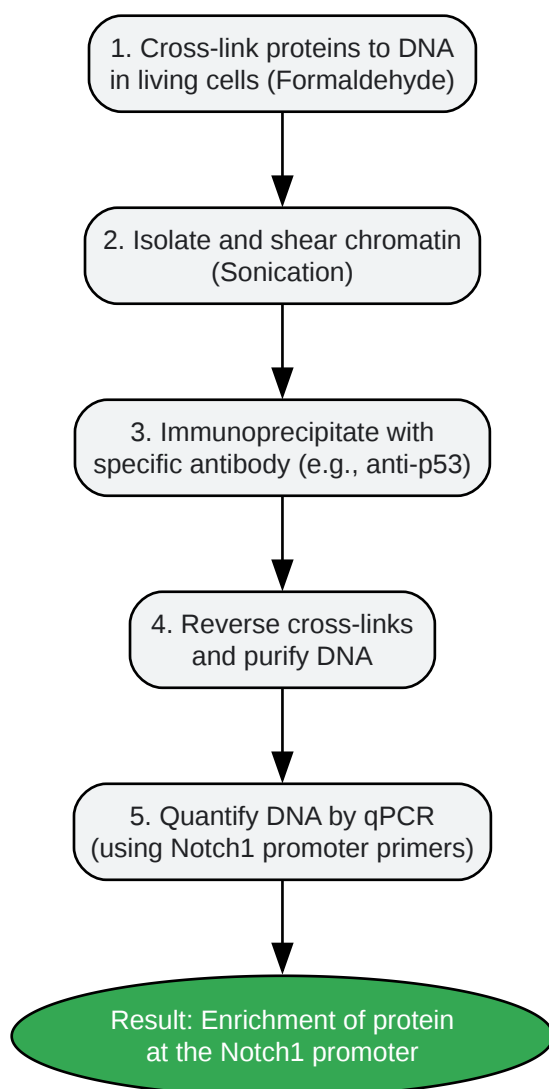 1. Cross-link proteins to DNA
in living cells (Formaldehyde)
2. Isolate and shear chromatin
(Sonication)
3. Immunoprecipitate with
specific antibody (e.g., anti-p53)
4. Reverse cross-links
and purify DNA
5. Quantify DNA by qPCR
(using Notch1 promoter primers)
Result: Enrichment of protein
at the Notch1 promoter